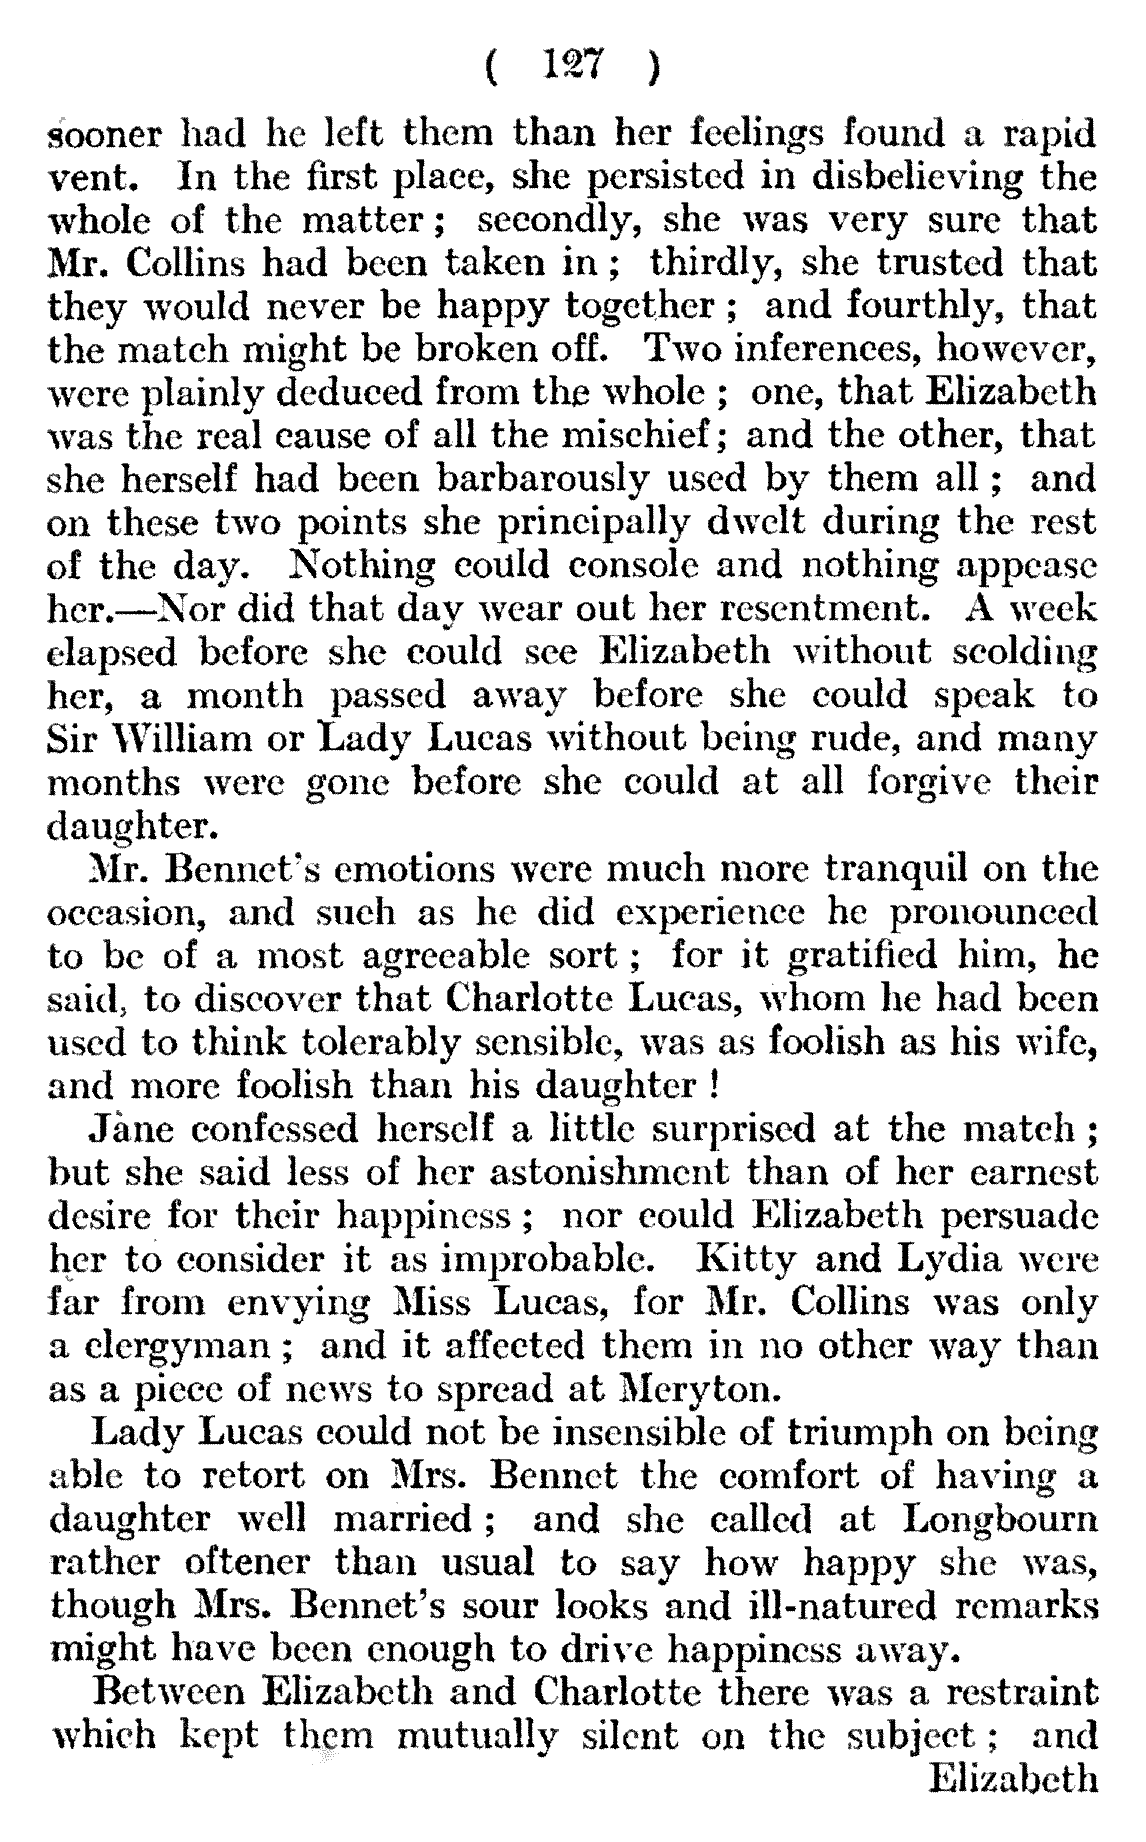 ( 127 )
sooner had he left them than her feelings found a rapid
vent. In the first place, she persisted in disbelieving the
whole of the matter ; secondly, she was very sure that
Mr. Collins had been taken in ; thirdly, she trusted that
they would never be happy together ; and fourthly, that
the match might be broken off. Two inferences, however,
were plainly deduced from the whole ; one, that Elizabeth
was the real cause of all the mischief; and the other, that
she herself had been barbarously used by them all ; and
on these two points she principally dwelt during the rest
of the day. Nothing could console and nothing appease
her.—Nor did that day wear out her resentment. A week
elapsed before she could see Elizabeth without scolding
her, a month passed away before she could speak to
Sir William or Lady Lucas without being rude, and many
months were gone before she could at all forgive their
daughter.
Mr. Bennet's emotions were much more tranquil on the
occasion, and such as he did experience he pronounced
to be of a most agreeable sort ; for it gratified him, he
said, to discover that Charlotte Lucas, whom he had been
used to think tolerably sensible, was as foolish as his wife,
and more foolish than his daughter !
Jane confessed herself a little surprised at the match ;
but she said less of her astonishment than of her earnest
desire for their happiness ; nor could Elizabeth persuade
her to consider it as improbable. Kitty and Lydia were
far from envying Miss Lucas, for Mr. Collins was only
a clergyman ; and it affected them in no other way than
as a piece of news to spread at Meryton.
Lady Lucas could not be insensible of triumph on being
able to retort on Mrs. Bennet the comfort of having a
daughter well married ; and she called at Longbourn
rather oftener than usual to say how happy she was,
though Mrs. Bennet's sour looks and ill-natured remarks
might have been enough to drive happiness away.
Between Elizabeth and Charlotte there was a restraint
which kept them mutually silent on the subject ; and
Elizabeth